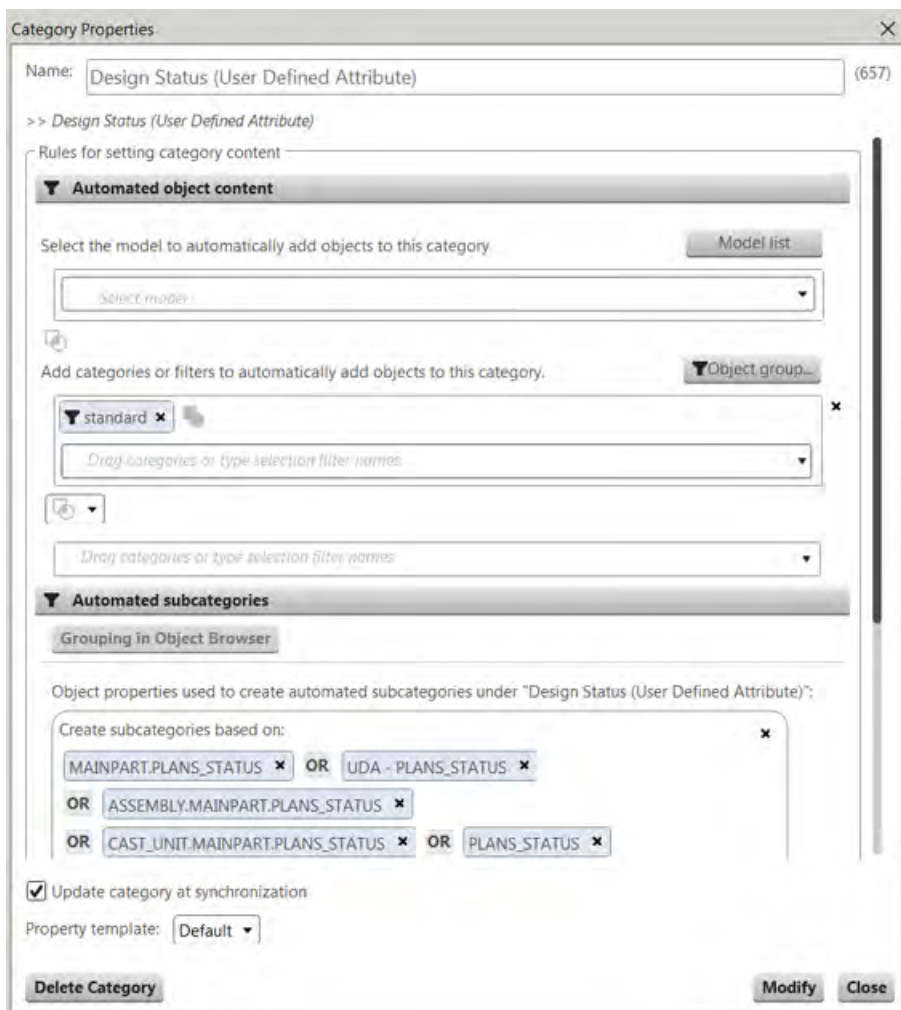 Category Properties
Name: Design Status (User Defined Attribute) (657)
>> Design Status (User Defined Attribute)
Rules for setting category content
Automated object content
Select the model to automatically add objects to this category Model list
Select model
Add categories or filters to automatically add objects to this category. Object group...
standard
Drag categories or type selection filter names
Drag categories or type selection filter names
Automated subcategories
Grouping in Object Browser
Object properties used to create automated subcategories under "Design Status (User Defined Attribute)":
Create subcategories based on:
MAINPART.PLANS_STATUS OR UDA - PLANS_STATUS
OR ASSEMBLY.MAINPART.PLANS_STATUS
OR CAST_UNIT.MAINPART.PLANS_STATUS OR PLANS_STATUS
Update category at synchronization
Property template: Default
Delete Category Modify Close